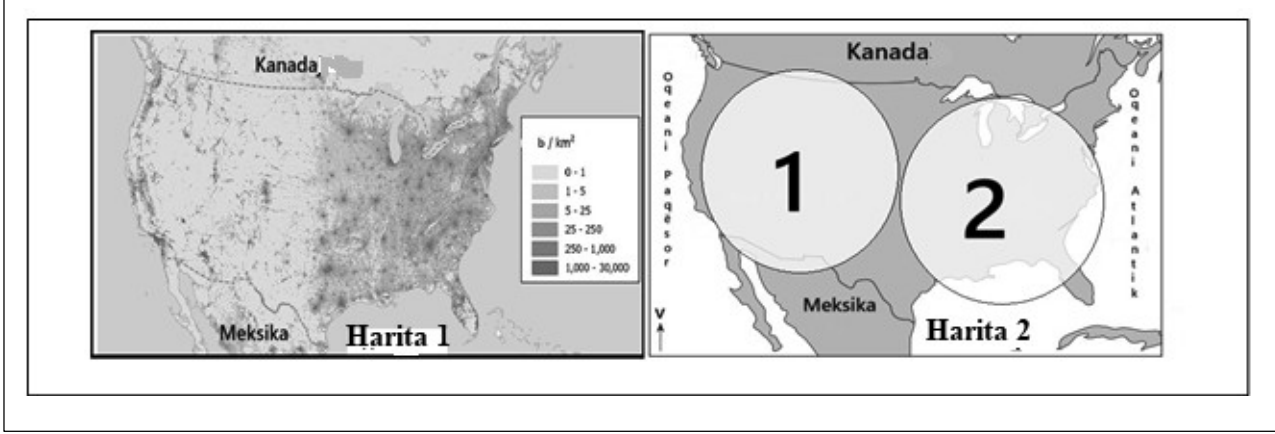 Kanada
b / km²
0 - 1
1 - 5
5 - 25
25 - 250
250 - 1,000
1,000 - 30,000
Meksika
Harita 1
Kanada
Oqeani Paqësor
1
2
Oqeani Atlantik
Meksika
V
Harita 2